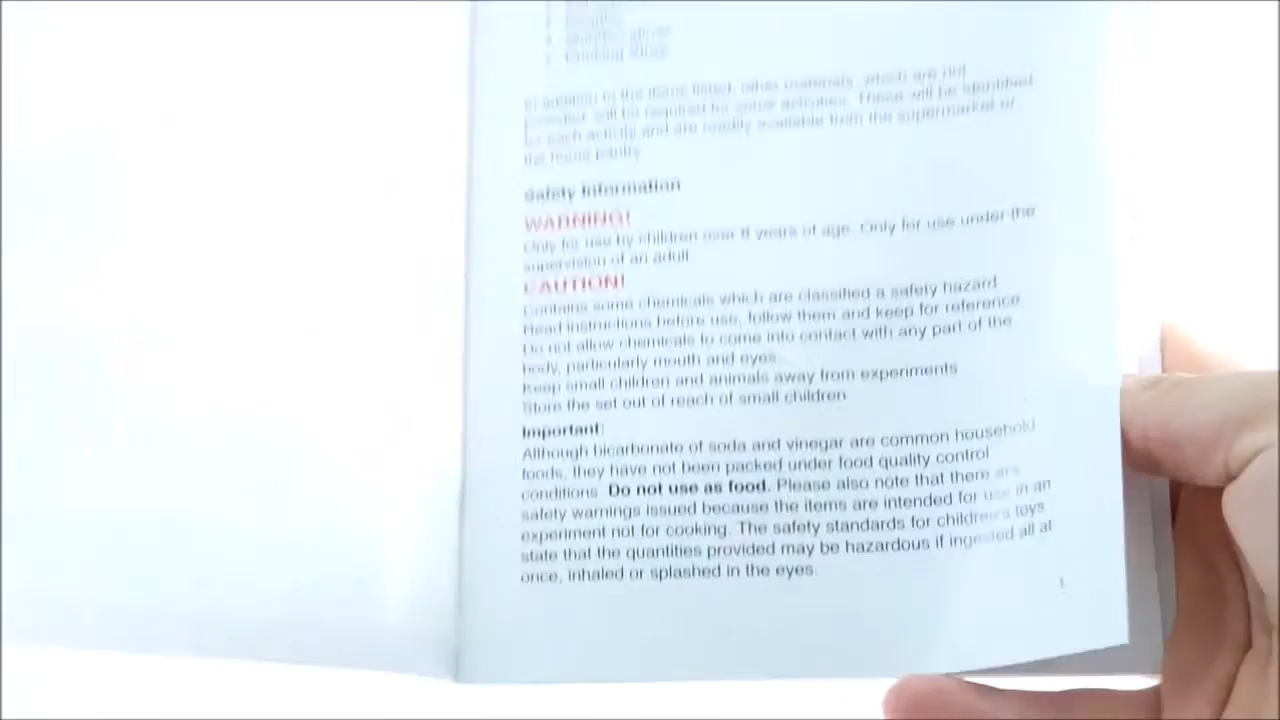 In addition to the items listed, other materials, which are not
provided, will be required for some activities. These will be identified
for each activity and are readily available from the supermarket or
the home pantry.
Safety Information
WARNING!
Only for use by children over 8 years of age. Only for use under the
supervision of an adult
CAUTION!
Contains some chemicals which are classified a safety hazard
Read instructions before use, follow them and keep for reference
Do not allow chemicals to come into contact with any part of the
body, particularly mouth and eyes.
Keep small children and animals away from experiments
Store the set out of reach of small children
Important:
Although bicarbonate of soda and vinegar are common household
foods, they have not been packed under food quality control
conditions. Do not use as food. Please also note that there are
safety warnings issued because the items are intended for use in an
experiment not for cooking. The safety standards for children's toys
state that the quantities provided may be hazardous if ingested all at
once, inhaled or splashed in the eyes.
1